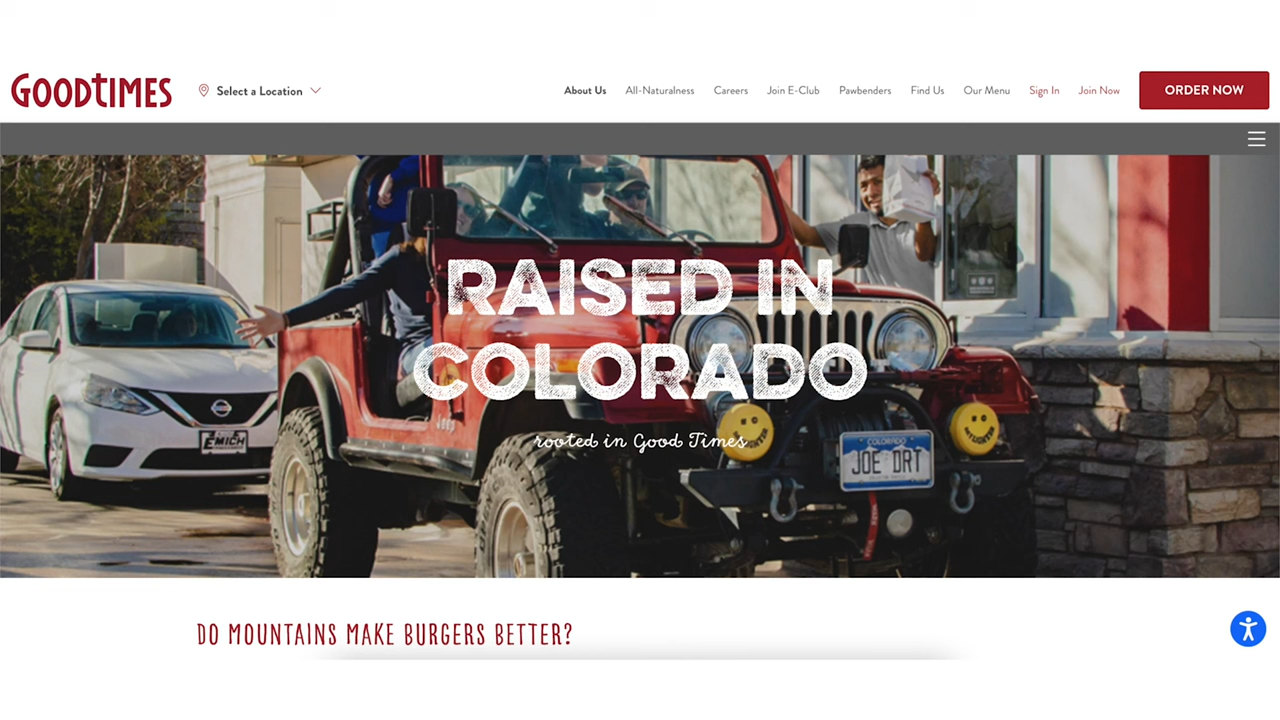 GOODTIMES
Select a Location
About Us All-Naturalness Careers Join E-Club Pawbenders Find Us Our Menu Sign In Join Now ORDER NOW
RAISED IN
COLORADO
rooted in Good Times
Jeep
EMICH
COLORADO
JOE DRT
DO MOUNTAINS MAKE BURGERS BETTER?